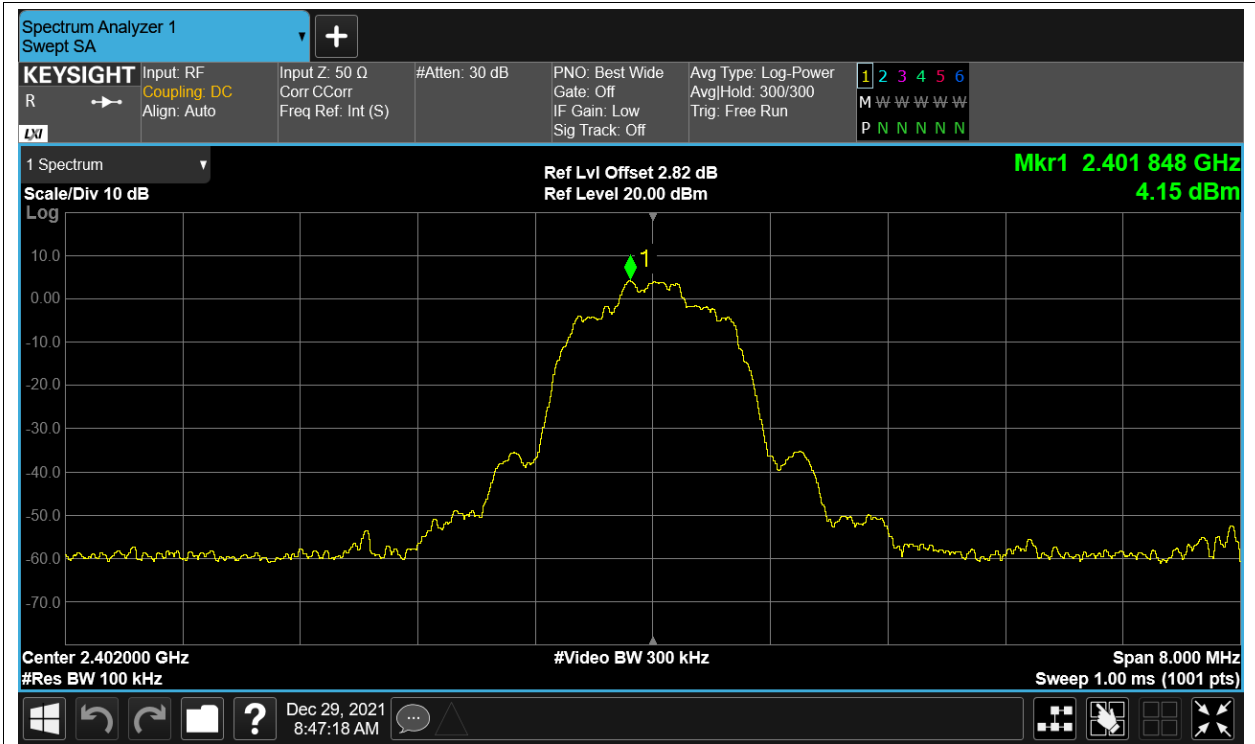 Spectrum Analyzer 1
Swept SA
KEYSIGHT
R
LXI
Input: RF
Coupling: DC
Align: Auto
Input Z: 50 Ω
Corr CCorr
Freq Ref: Int (S)
#Atten: 30 dB
PNO: Best Wide
Gate: Off
IF Gain: Low
Sig Track: Off
Avg Type: Log-Power
Avg|Hold: 300/300
Trig: Free Run
1 2 3 4 5 6
M W W W W W
P N N N N N
1 Spectrum
Scale/Div 10 dB
Log
Ref Lvl Offset 2.82 dB
Ref Level 20.00 dBm
Mkr1 2.401 848 GHz
4.15 dBm
1
10.0
0.00
-10.0
-20.0
-30.0
-40.0
-50.0
-60.0
-70.0
Center 2.402000 GHz
#Res BW 100 kHz
#Video BW 300 kHz
Span 8.000 MHz
Sweep 1.00 ms (1001 pts)
?
Dec 29, 2021
8:47:18 AM